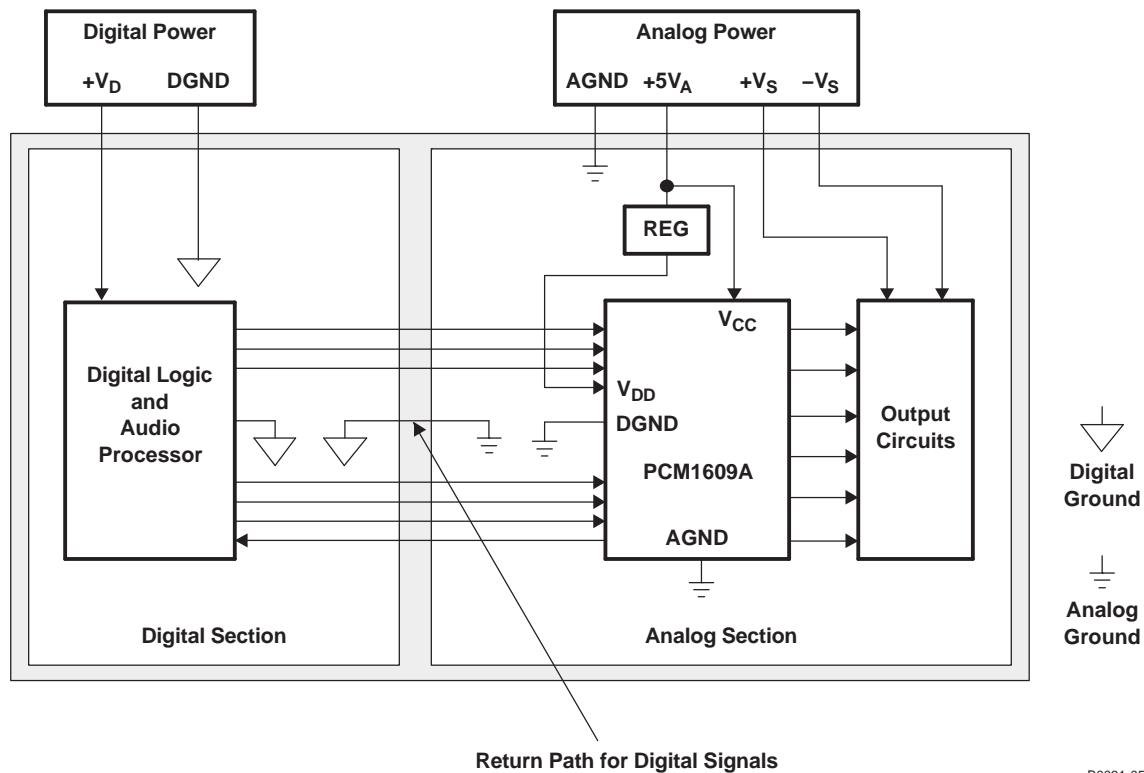 Digital Power
+VD DGND
Analog Power
AGND +5VA +VS −VS
REG
VCC
Digital Logic
and
Audio
Processor
VDD
DGND
PCM1609A
AGND
Output
Circuits
Digital
Ground
Analog
Ground
Digital Section
Analog Section
Return Path for Digital Signals